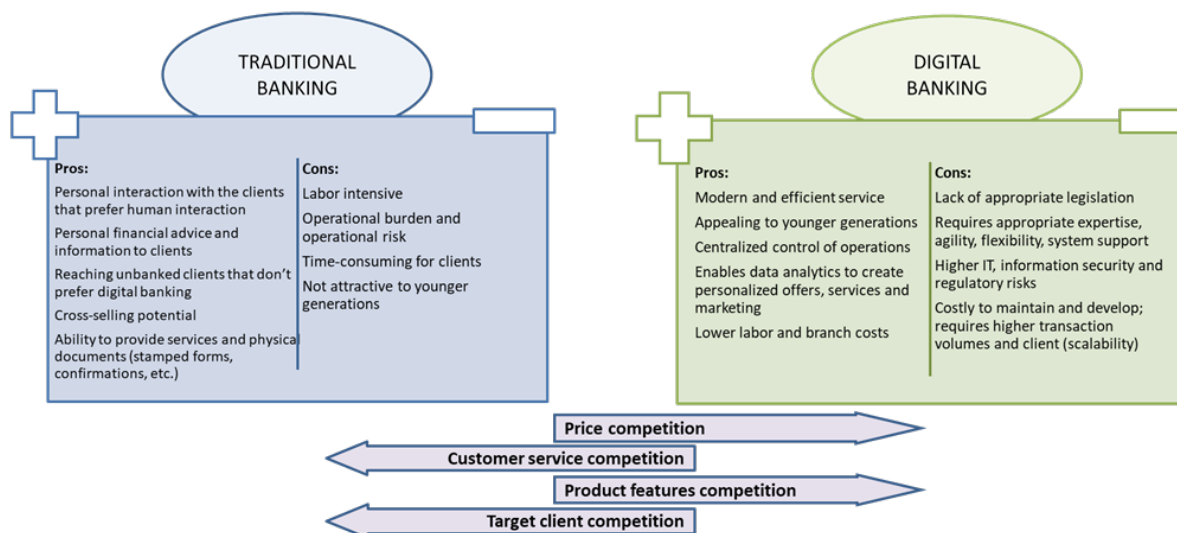 TRADITIONAL
BANKING
Pros:
Personal interaction with the clients
that prefer human interaction
Personal financial advice and
information to clients
Reaching unbanked clients that don't
prefer digital banking
Cross-selling potential
Ability to provide services and physical
documents (stamped forms,
confirmations, etc.)
Cons:
Labor intensive
Operational burden and
operational risk
Time-consuming for clients
Not attractive to younger
generations
DIGITAL
BANKING
Pros:
Modern and efficient service
Appealing to younger generations
Centralized control of operations
Enables data analytics to create
personalized offers, services and
marketing
Lower labor and branch costs
Cons:
Lack of appropriate legislation
Requires appropriate expertise,
agility, flexibility, system support
Higher IT, information security and
regulatory risks
Costly to maintain and develop;
requires higher transaction
volumes and client (scalability)
Price competition
Customer service competition
Product features competition
Target client competition